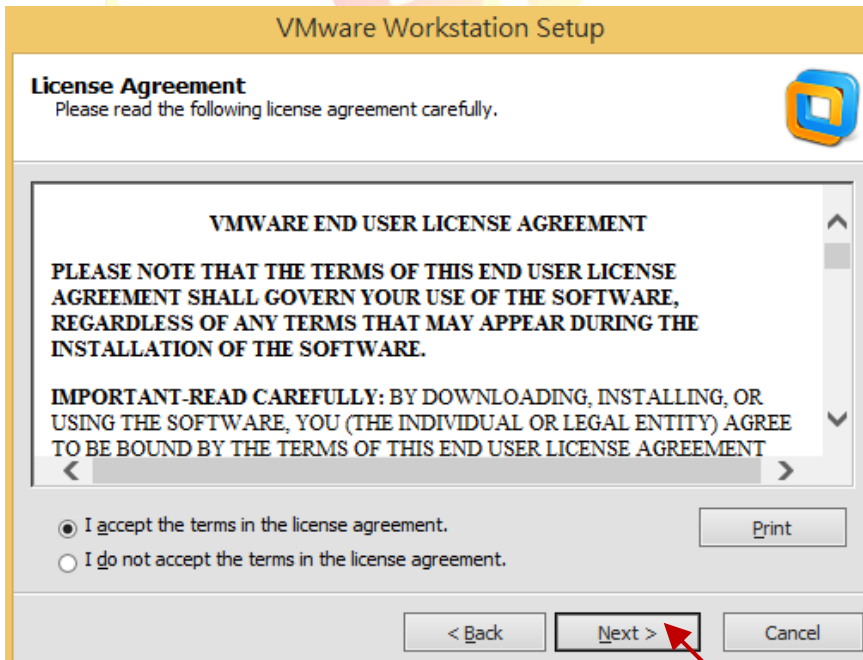 VMware Workstation Setup
License Agreement
Please read the following license agreement carefully.
VMWARE END USER LICENSE AGREEMENT
PLEASE NOTE THAT THE TERMS OF THIS END USER LICENSE
AGREEMENT SHALL GOVERN YOUR USE OF THE SOFTWARE,
REGARDLESS OF ANY TERMS THAT MAY APPEAR DURING THE
INSTALLATION OF THE SOFTWARE.
IMPORTANT-READ CAREFULLY: BY DOWNLOADING, INSTALLING, OR
USING THE SOFTWARE, YOU (THE INDIVIDUAL OR LEGAL ENTITY) AGREE
TO BE BOUND BY THE TERMS OF THIS END USER LICENSE AGREEMENT
I accept the terms in the license agreement.
Print
I do not accept the terms in the license agreement.
< Back Next > Cancel